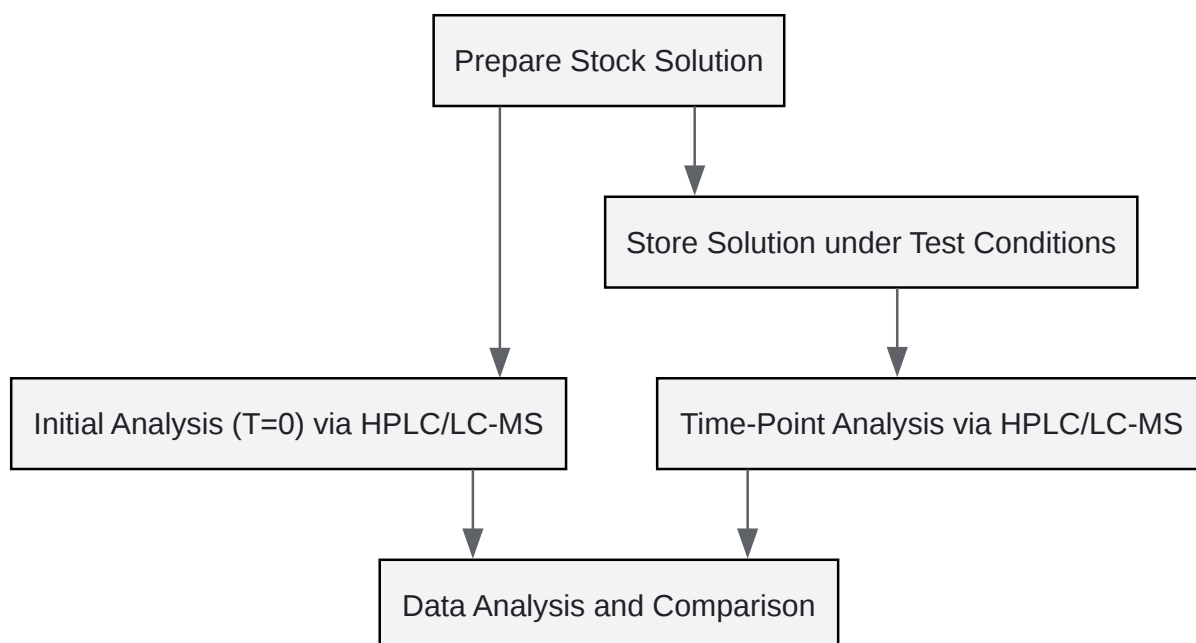 Prepare Stock Solution
Store Solution under Test Conditions
Initial Analysis (T=0) via HPLC/LC-MS
Time-Point Analysis via HPLC/LC-MS
Data Analysis and Comparison